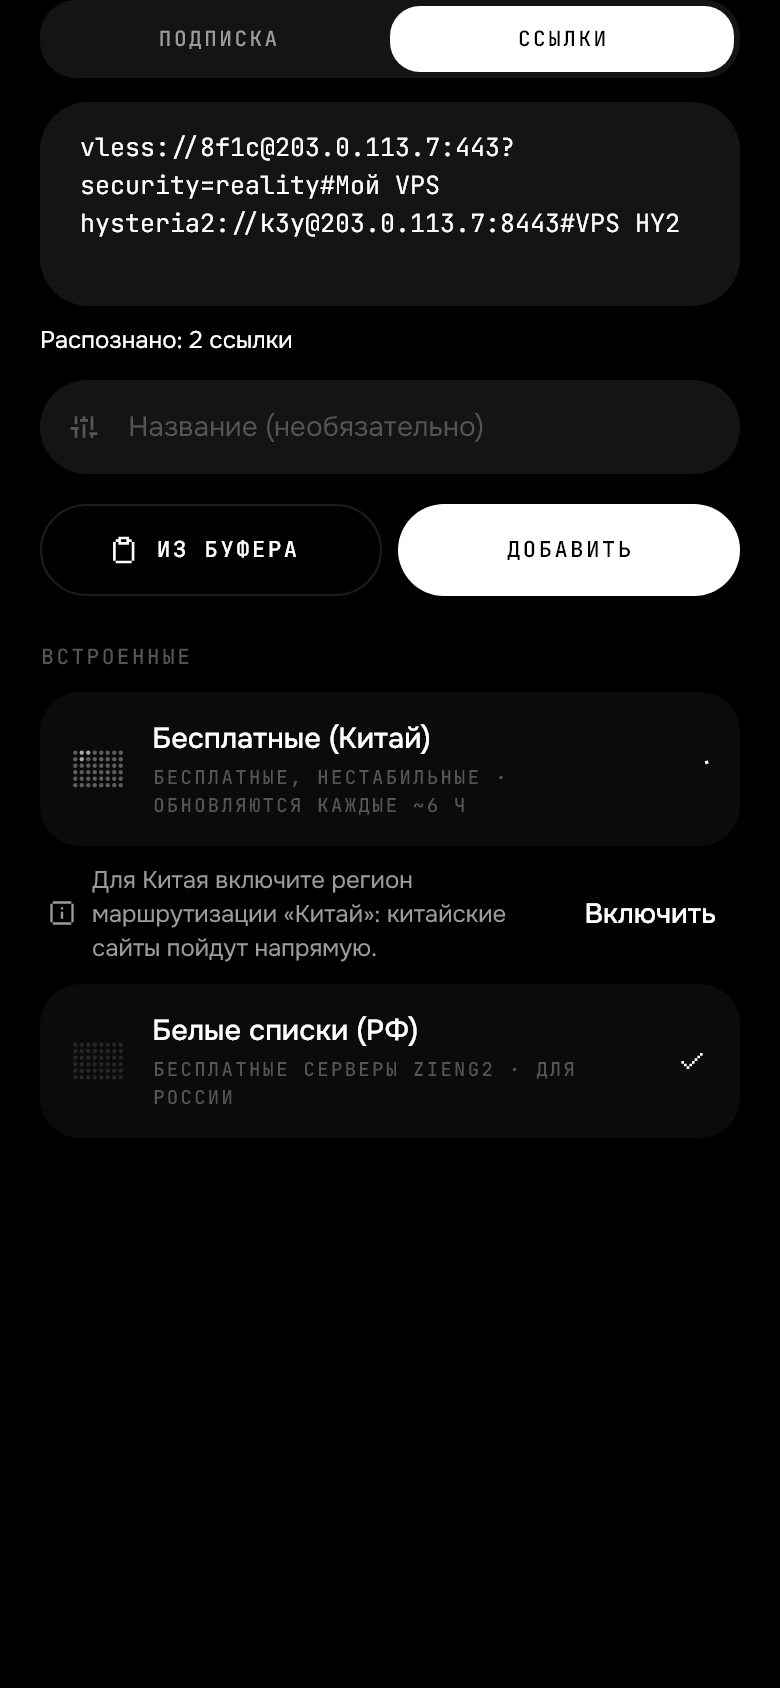 ПОДПИСКА
ССЫЛКИ
vless://8f1c@203.0.113.7:443?
security=reality#Мой VPS
hysteria2://k3y@203.0.113.7:8443#VPS HY2
Распознано: 2 ссылки
Название (необязательно)
ИЗ БУФЕРА
ДОБАВИТЬ
ВСТРОЕННЫЕ
Бесплатные (Китай)
БЕСПЛАТНЫЕ, НЕСТАБИЛЬНЫЕ ·
ОБНОВЛЯЮТСЯ КАЖДЫЕ ~6 Ч
Для Китая включите регион
маршрутизации «Китай»: китайские
сайты пойдут напрямую.
Включить
Белые списки (РФ)
БЕСПЛАТНЫЕ СЕРВЕРЫ ZIENG2 · ДЛЯ
РОССИИ